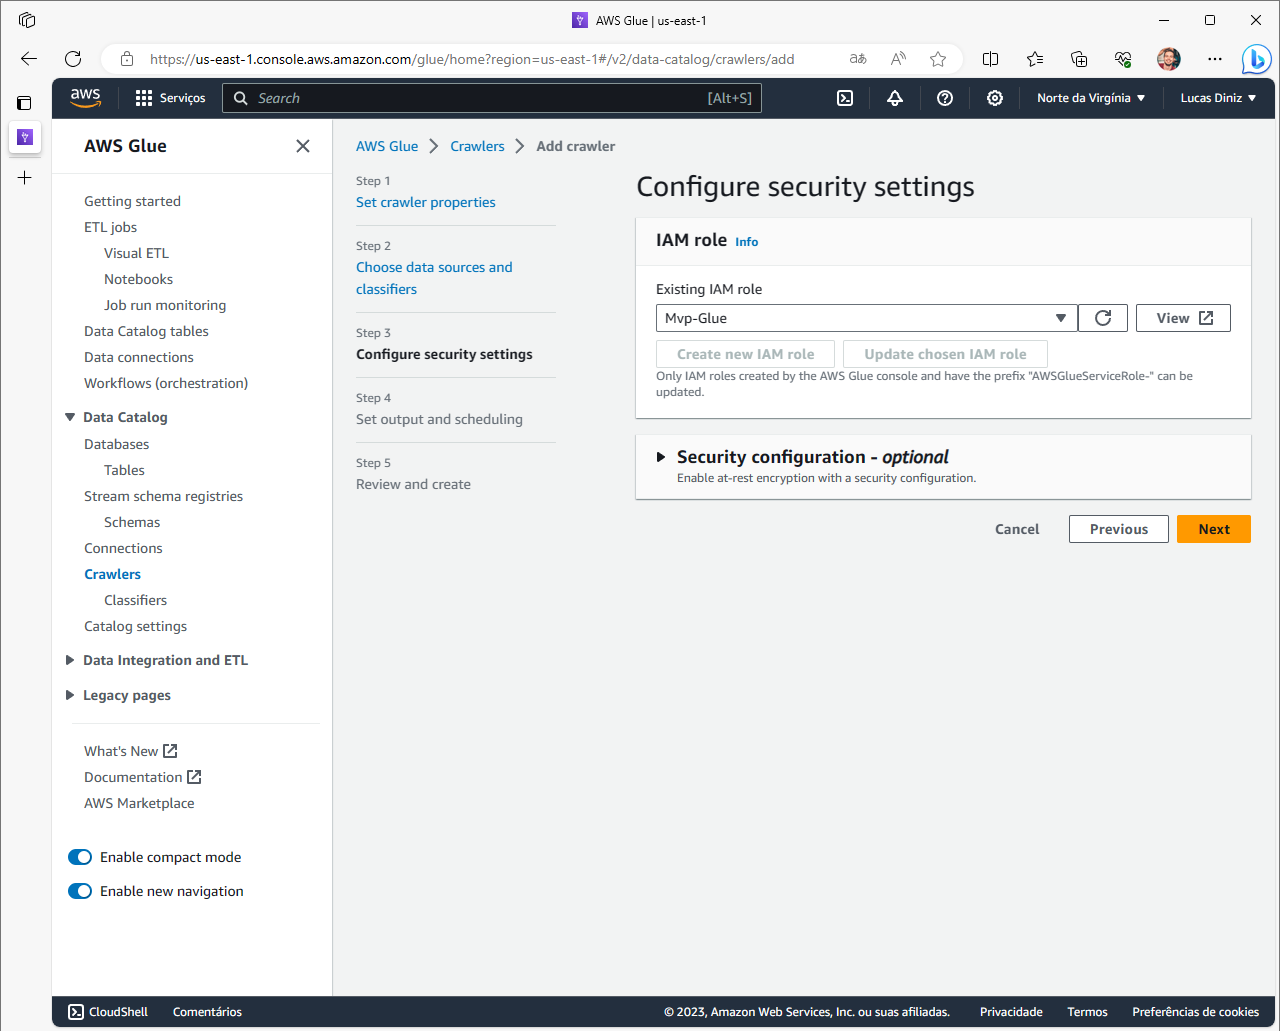 AWS Glue | us-east-1
https://us-east-1.console.aws.amazon.com/glue/home?region=us-east-1#/v2/data-catalog/crawlers/add
aあ
aws
Serviços
Search
[Alt+S]
Norte da Virgínia
Lucas Diniz
AWS Glue
Getting started
ETL jobs
Visual ETL
Notebooks
Job run monitoring
Data Catalog tables
Data connections
Workflows (orchestration)
Data Catalog
Databases
Tables
Stream schema registries
Schemas
Connections
Crawlers
Classifiers
Catalog settings
Data Integration and ETL
Legacy pages
What's New
Documentation
AWS Marketplace
Enable compact mode
Enable new navigation
AWS Glue
Crawlers
Add crawler
Step 1
Set crawler properties
Step 2
Choose data sources and
classifiers
Step 3
Configure security settings
Step 4
Set output and scheduling
Step 5
Review and create
Configure security settings
IAM role Info
Existing IAM role
Mvp-Glue
View
Create new IAM role
Update chosen IAM role
Only IAM roles created by the AWS Glue console and have the prefix "AWSGlueServiceRole-" can be
updated.
Security configuration - optional
Enable at-rest encryption with a security configuration.
Cancel
Previous
Next
CloudShell
Comentários
© 2023, Amazon Web Services, Inc. ou suas afiliadas.
Privacidade
Termos
Preferências de cookies